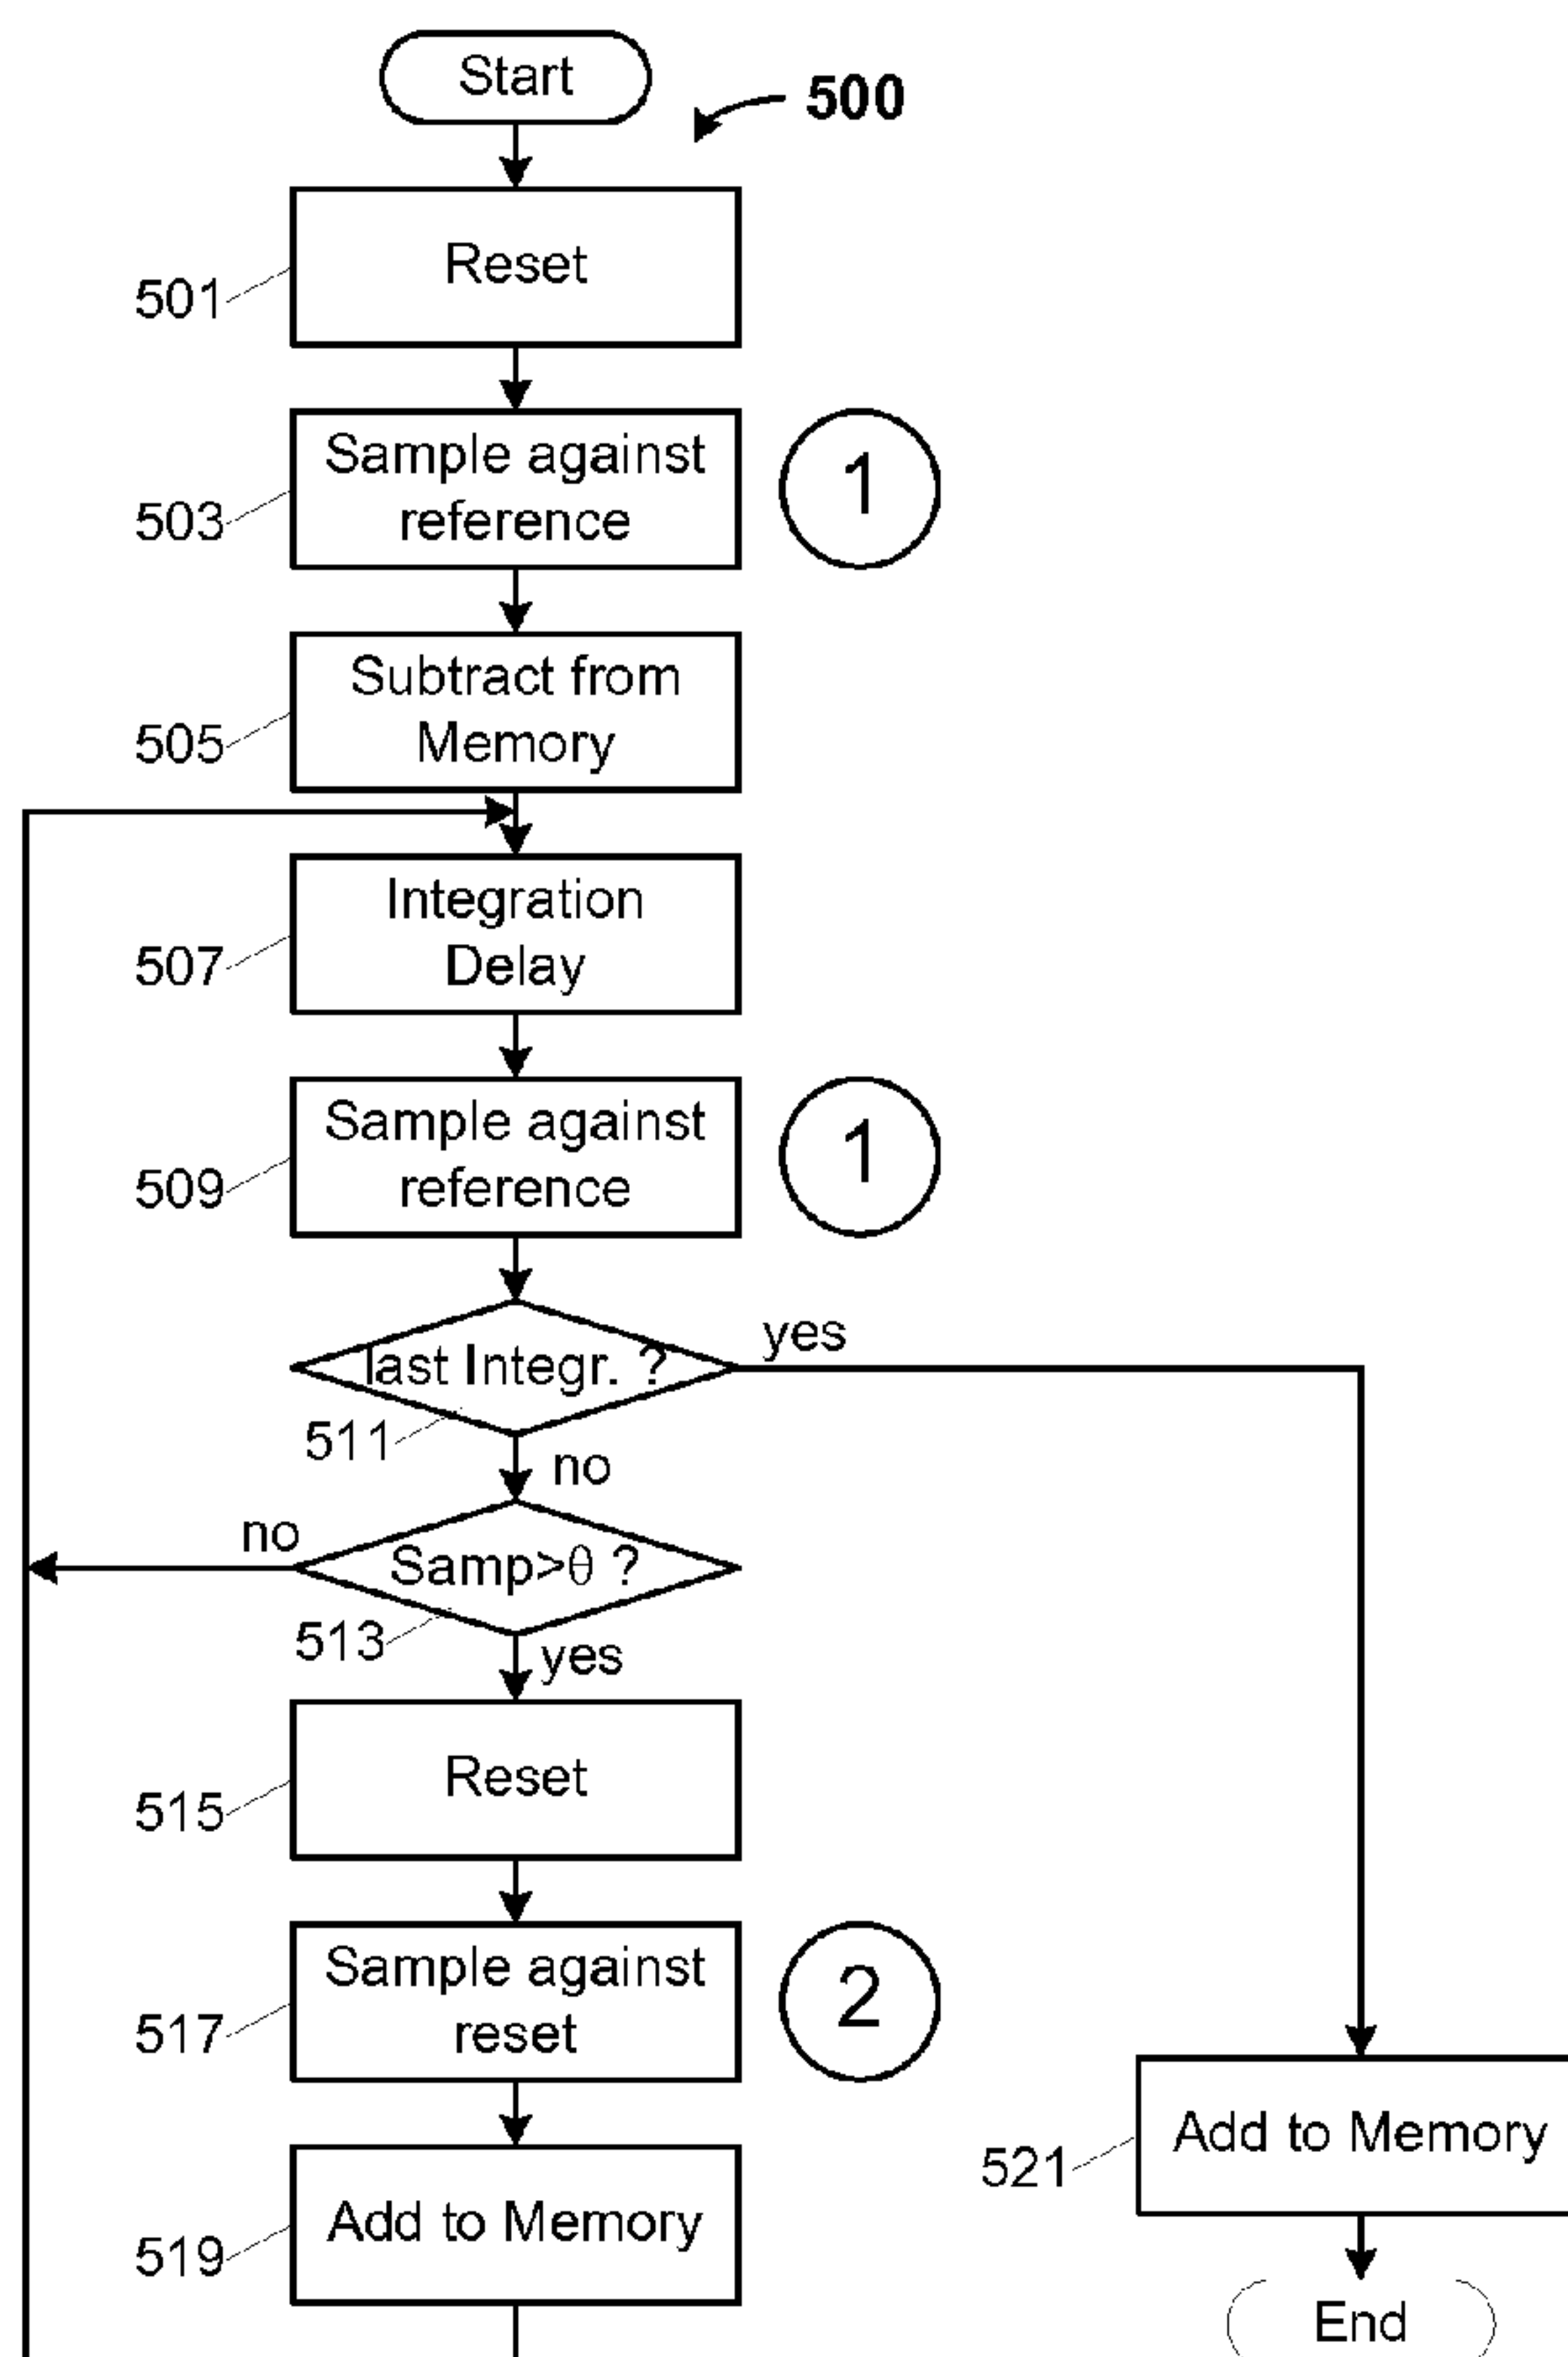 Start
500
Reset
501
Sample against
reference
503
1
Subtract from
Memory
505
Integration
Delay
507
Sample against
reference
509
1
last Integr. ?
yes
511
no
Samp>θ ?
no
513
yes
Reset
515
Sample against
reset
517
2
Add to Memory
519
Add to Memory
521
End